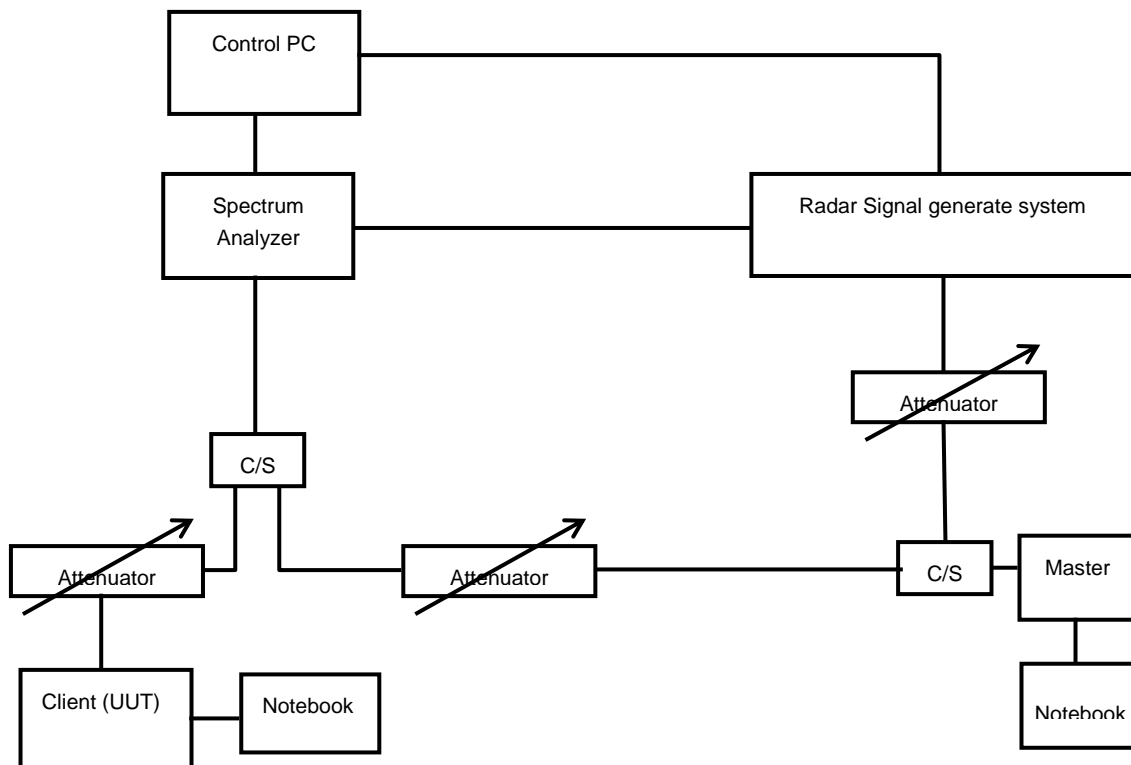 Control PC
Spectrum
Analyzer
Radar Signal generate system
Attenuator
C/S
Attenuator
Attenuator
C/S
Master
Client (UUT)
Notebook
Notebook